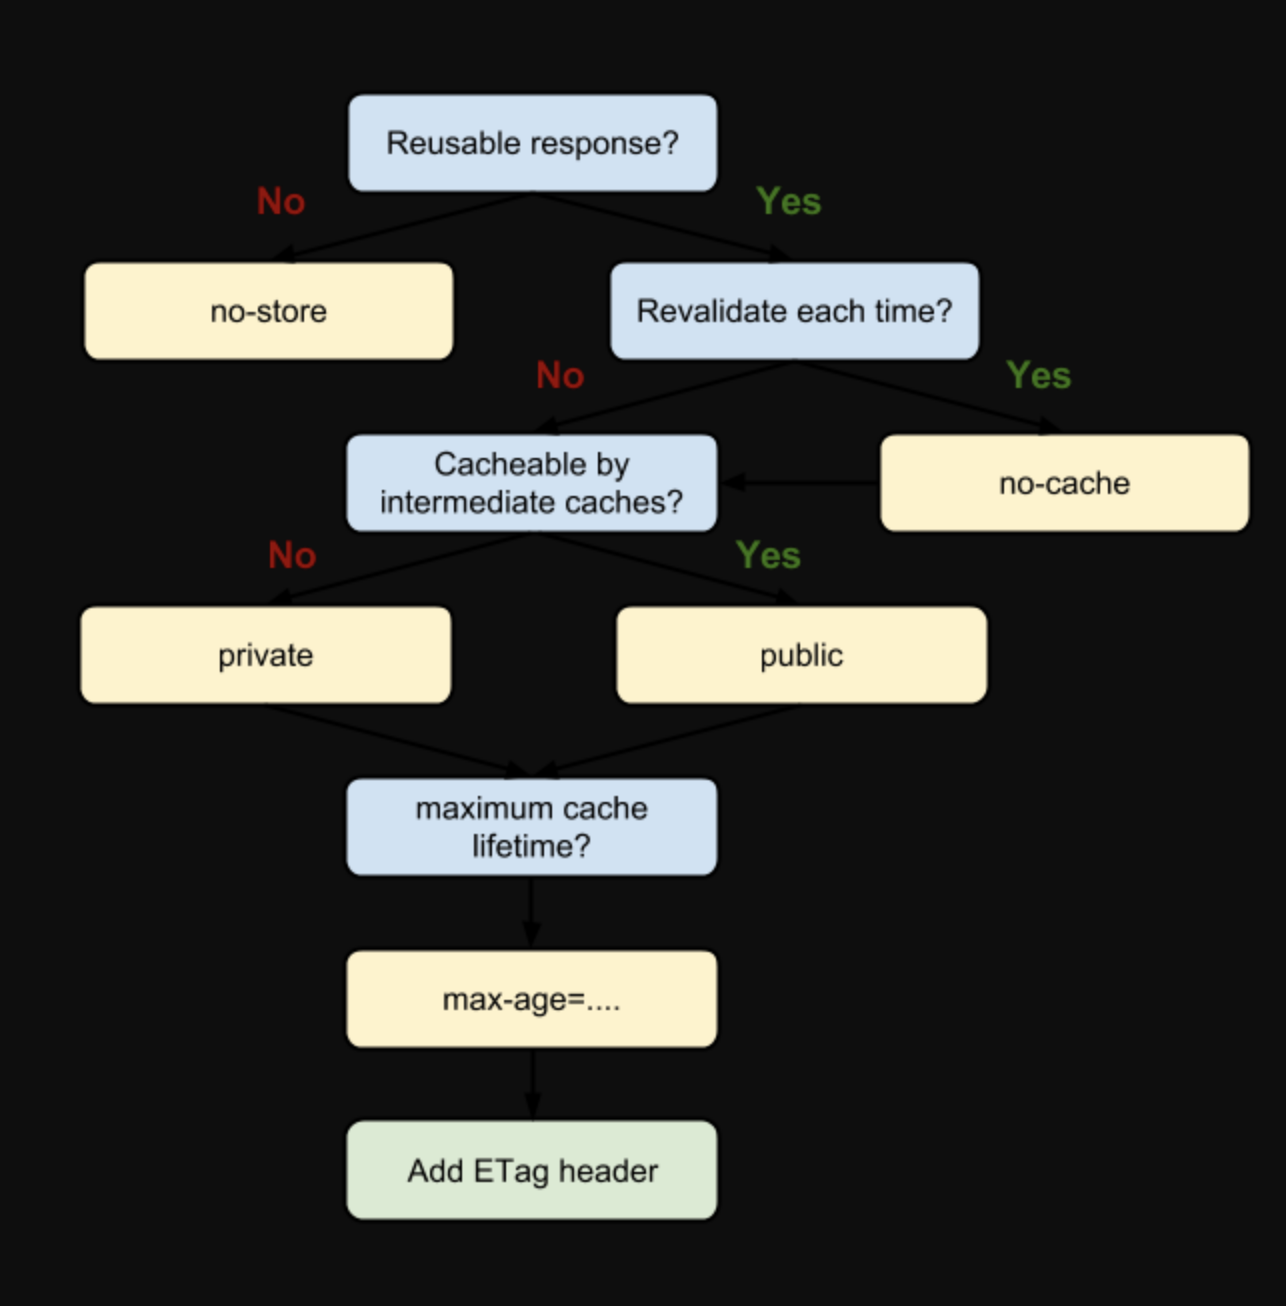 Reusable response?
No
Yes
no-store
Revalidate each time?
No
Yes
Cacheable by
intermediate caches?
no-cache
No
Yes
private
public
maximum cache
lifetime?
max-age=....
Add ETag header